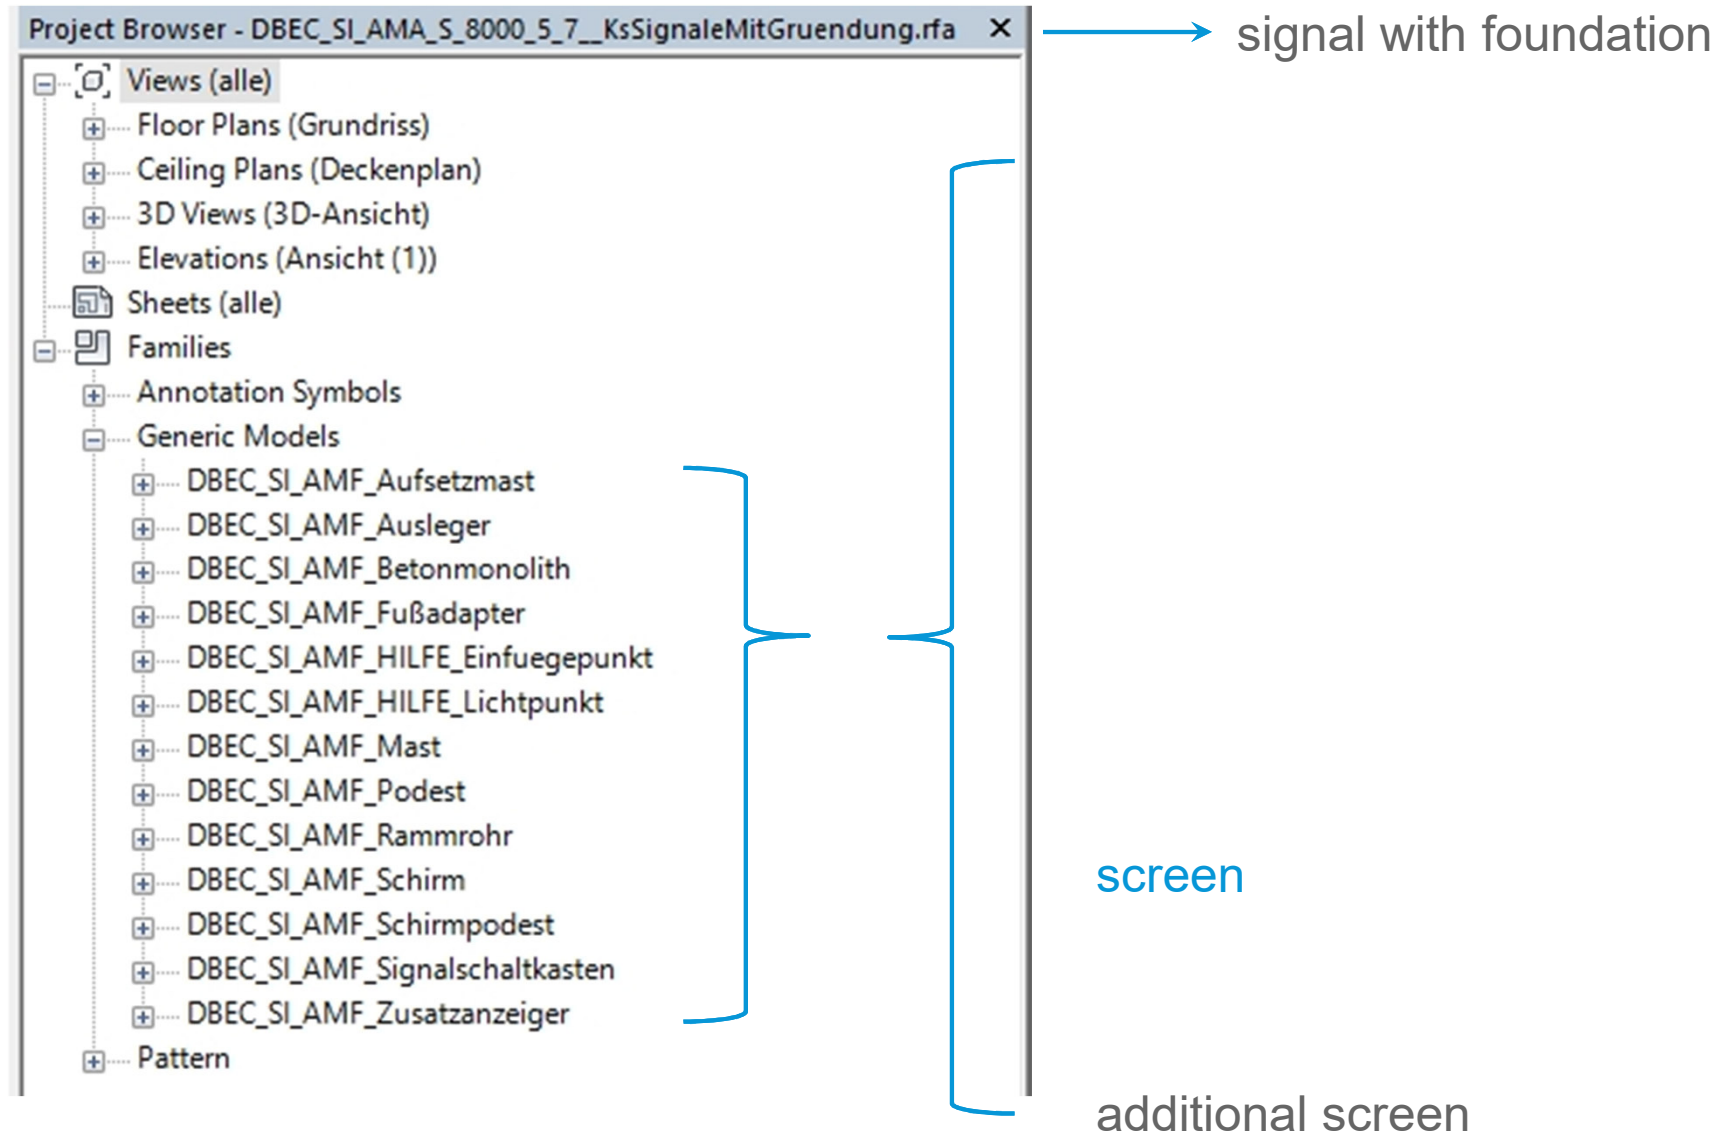 Project Browser - DBEC_SI_AMA_S_8000_5_7__KsSignaleMitGruendung.rfa
signal with foundation
Views (alle)
Floor Plans (Grundriss)
Ceiling Plans (Deckenplan)
3D Views (3D-Ansicht)
Elevations (Ansicht (1))
Sheets (alle)
Families
Annotation Symbols
Generic Models
DBEC_SI_AMF_Aufsetzmast
DBEC_SI_AMF_Ausleger
DBEC_SI_AMF_Betonmonolith
DBEC_SI_AMF_Fußadapter
DBEC_SI_AMF_HILFE_Einfuegepunkt
DBEC_SI_AMF_HILFE_Lichtpunkt
DBEC_SI_AMF_Mast
DBEC_SI_AMF_Podest
DBEC_SI_AMF_Rammrohr
DBEC_SI_AMF_Schirm
DBEC_SI_AMF_Schirmpodest
DBEC_SI_AMF_Signalschaltkasten
DBEC_SI_AMF_Zusatzanzeiger
Pattern
screen
additional screen